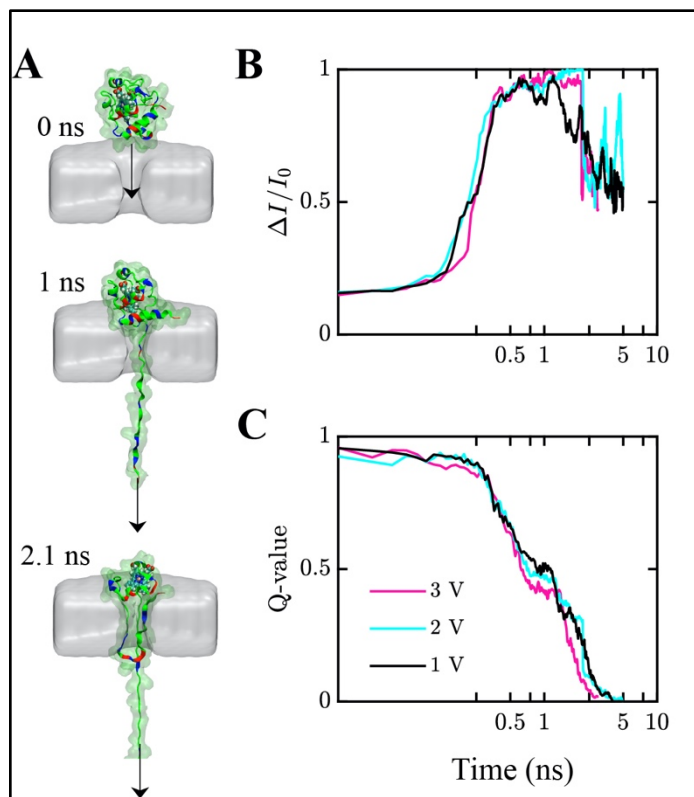 A
0 ns
1 ns
2.1 ns
B
1
0.5
0
ΔI/I₀
0.5 1 5 10
C
1
0.5
0
Q-value
3 V
2 V
1 V
0.5 1 5 10
Time (ns)